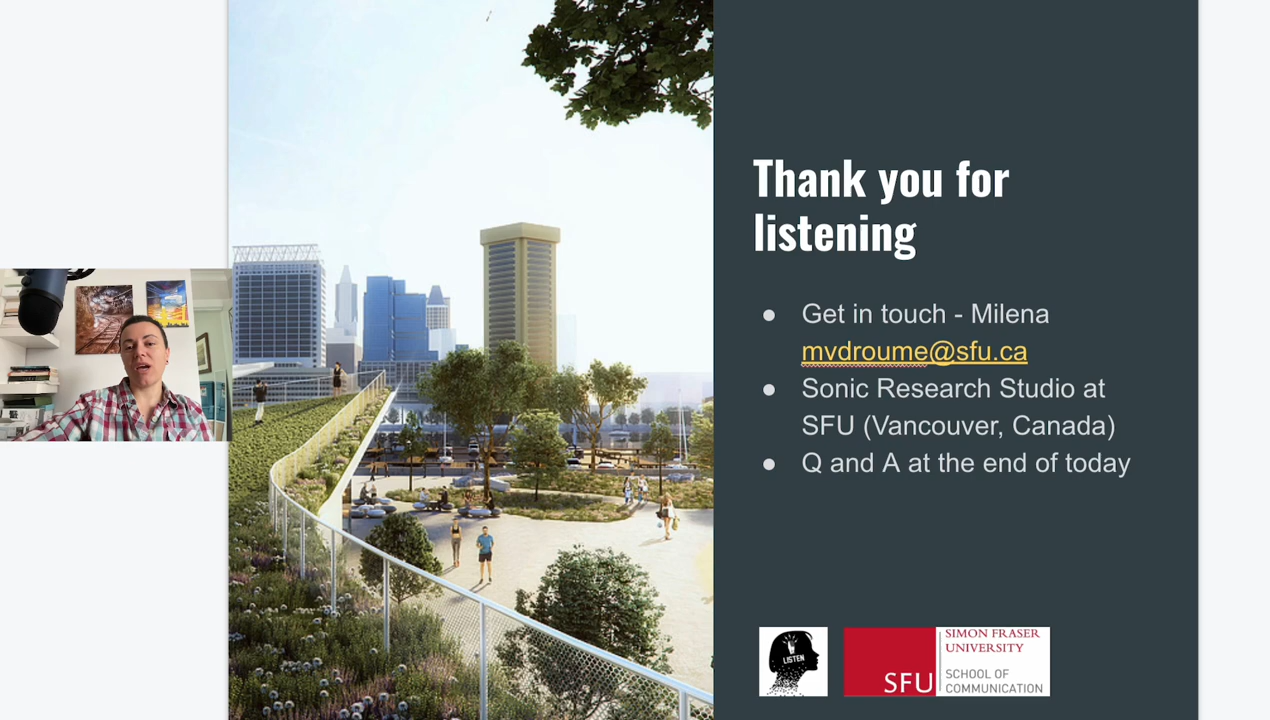 Thank you for
listening
● Get in touch - Milena
mvdroume@sfu.ca
● Sonic Research Studio at
SFU (Vancouver, Canada)
● Q and A at the end of today
LISTEN
SFU
SIMON FRASER
UNIVERSITY
SCHOOL OF
COMMUNICATION